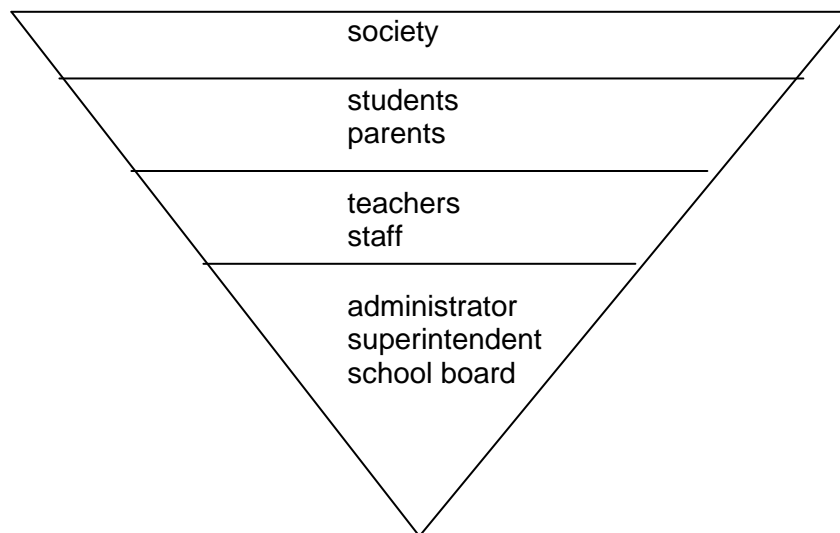 society
students
parents
teachers
staff
administrator
superintendent
school board